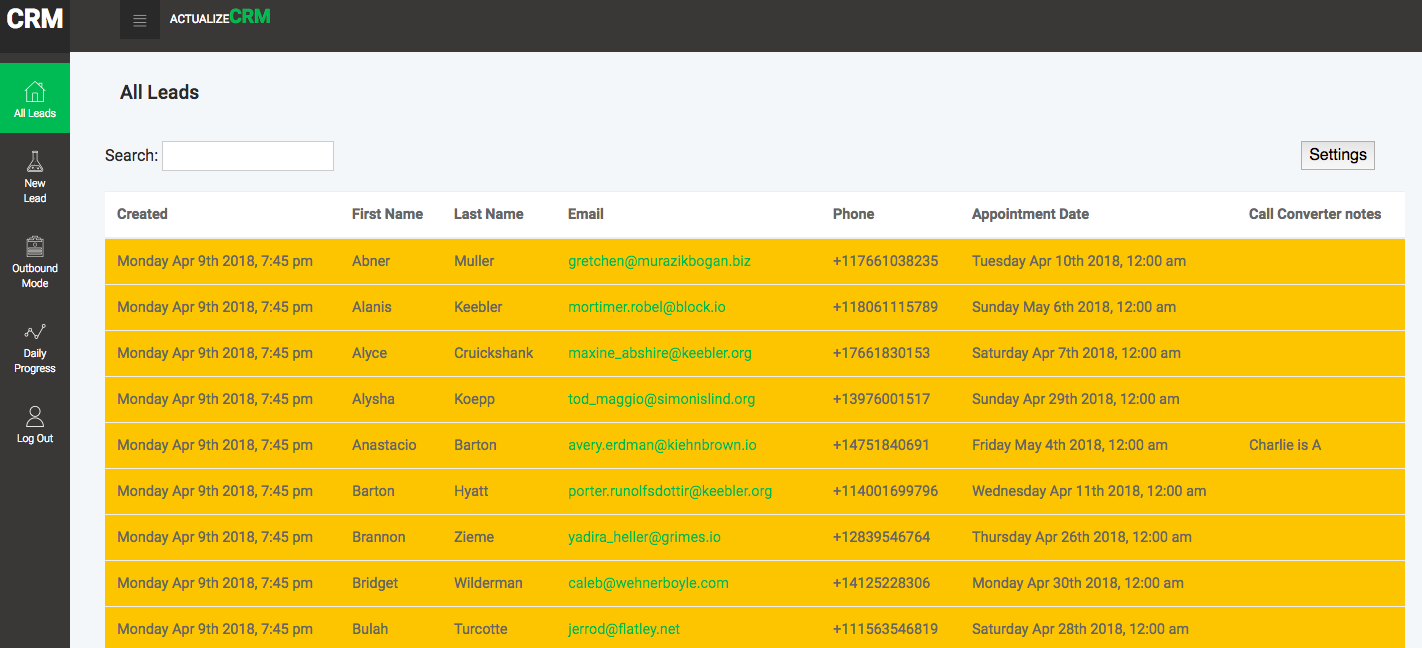 CRM
ACTUALIZECRM
All Leads
New
Lead
Outbound
Mode
Daily
Progress
Log Out
All Leads
Search:
Settings
Created First Name Last Name Email Phone Appointment Date Call Converter notes
Monday Apr 9th 2018, 7:45 pm Abner Muller gretchen@murazikbogan.biz +117661038235 Tuesday Apr 10th 2018, 12:00 am
Monday Apr 9th 2018, 7:45 pm Alanis Keebler mortimer.robel@block.io +118061115789 Sunday May 6th 2018, 12:00 am
Monday Apr 9th 2018, 7:45 pm Alyce Cruickshank maxine_abshire@keebler.org +17661830153 Saturday Apr 7th 2018, 12:00 am
Monday Apr 9th 2018, 7:45 pm Alysha Koepp tod_maggio@simonislind.org +13976001517 Sunday Apr 29th 2018, 12:00 am
Monday Apr 9th 2018, 7:45 pm Anastacio Barton avery.erdman@kiehnbrown.io +14751840691 Friday May 4th 2018, 12:00 am Charlie is A
Monday Apr 9th 2018, 7:45 pm Barton Hyatt porter.runolfsdottir@keebler.org +114001699796 Wednesday Apr 11th 2018, 12:00 am
Monday Apr 9th 2018, 7:45 pm Brannon Zieme yadira_heller@grimes.io +12839546764 Thursday Apr 26th 2018, 12:00 am
Monday Apr 9th 2018, 7:45 pm Bridget Wilderman caleb@wehnerboyle.com +14125228306 Monday Apr 30th 2018, 12:00 am
Monday Apr 9th 2018, 7:45 pm Bulah Turcotte jerrod@flatley.net +111563546819 Saturday Apr 28th 2018, 12:00 am